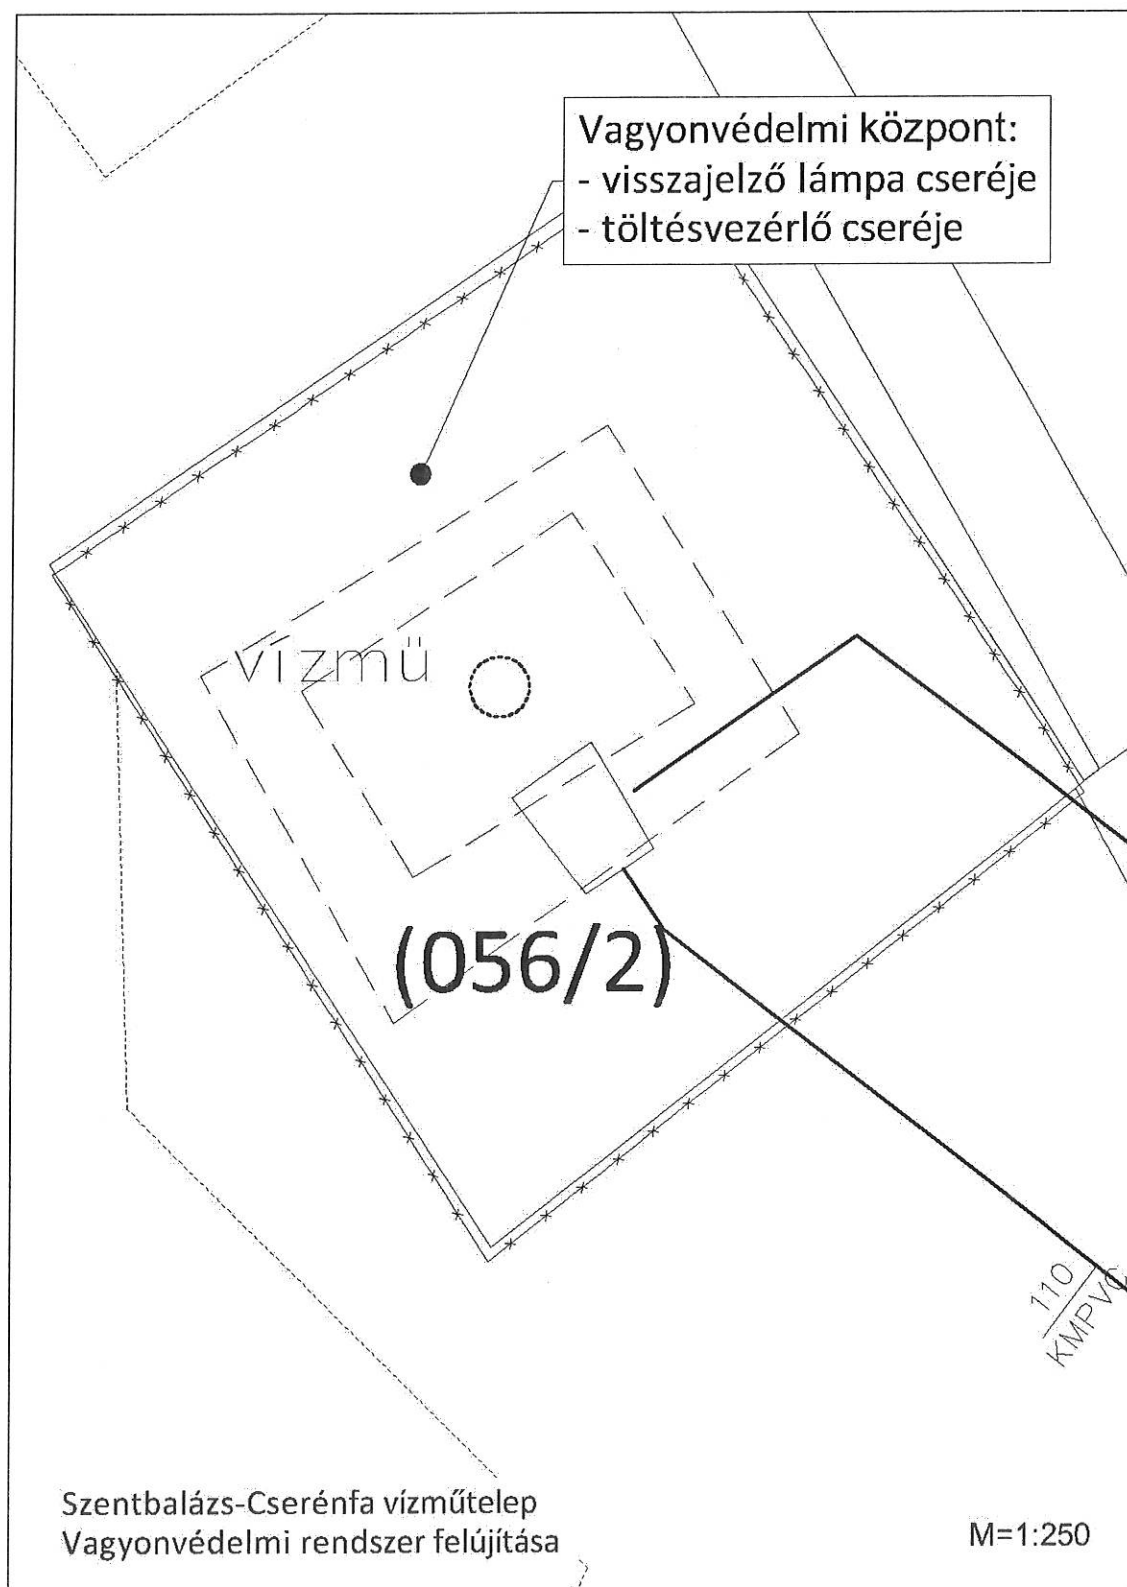 Vagyonvédelmi központ:
- visszajelző lámpa cseréje
- töltésvezérlő cseréje
vízmü
(056/2)
110
KMPVC
Szentbalázs-Cserénfa vízműtelep
Vagyonvédelmi rendszer felújítása
M=1:250